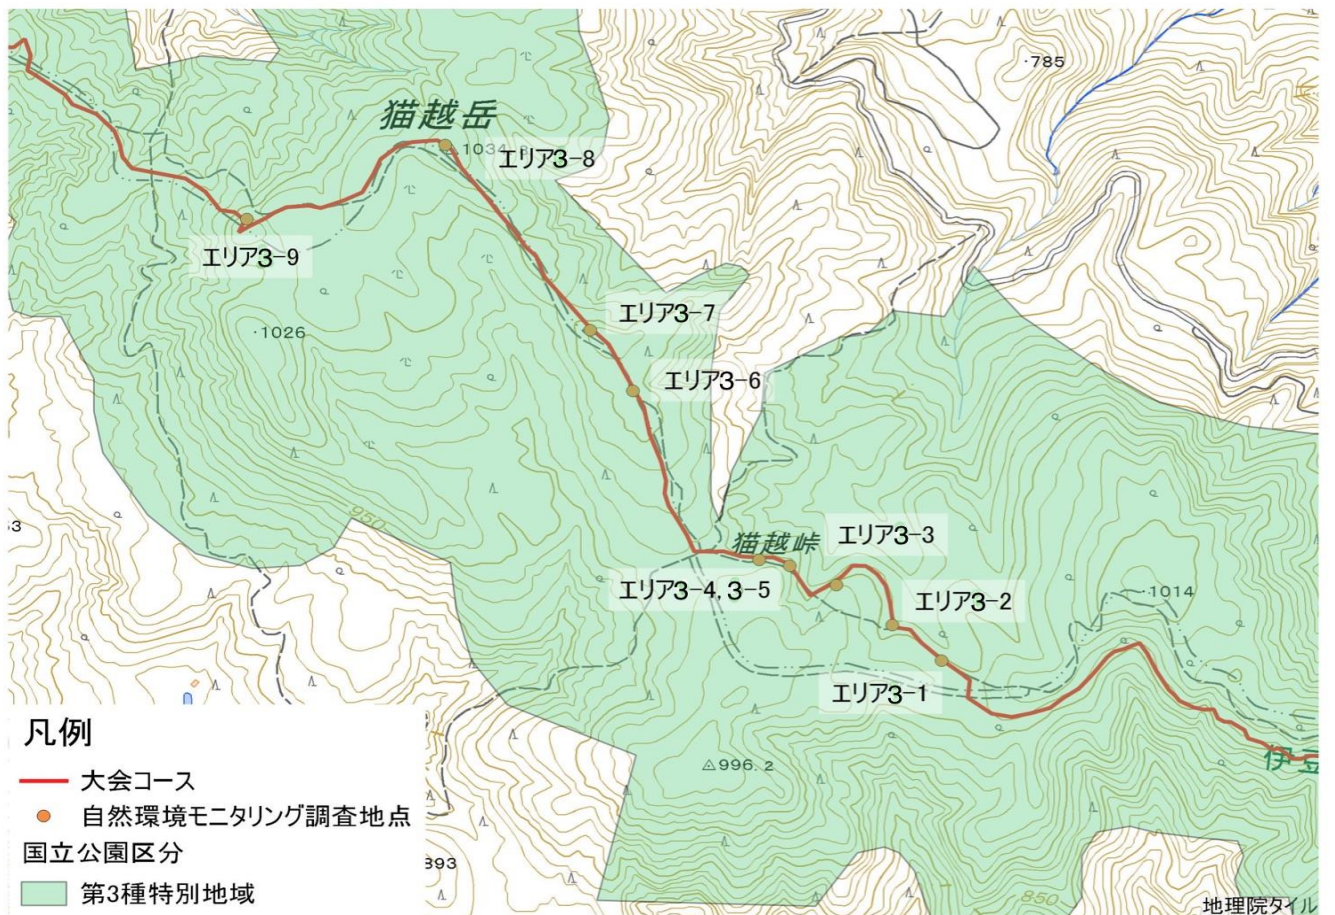 ・785
猫越岳
エリア3-8
エリア3-9
エリア3-7
・1026
エリア3-6
950
猫越峠
エリア3-3
エリア3-4,3-5
エリア3-2
・1014
エリア3-1
996.2
伊豆
凡例
大会コース
自然環境モニタリング調査地点
国立公園区分
第3種特別地域
893
850
地理院タイル